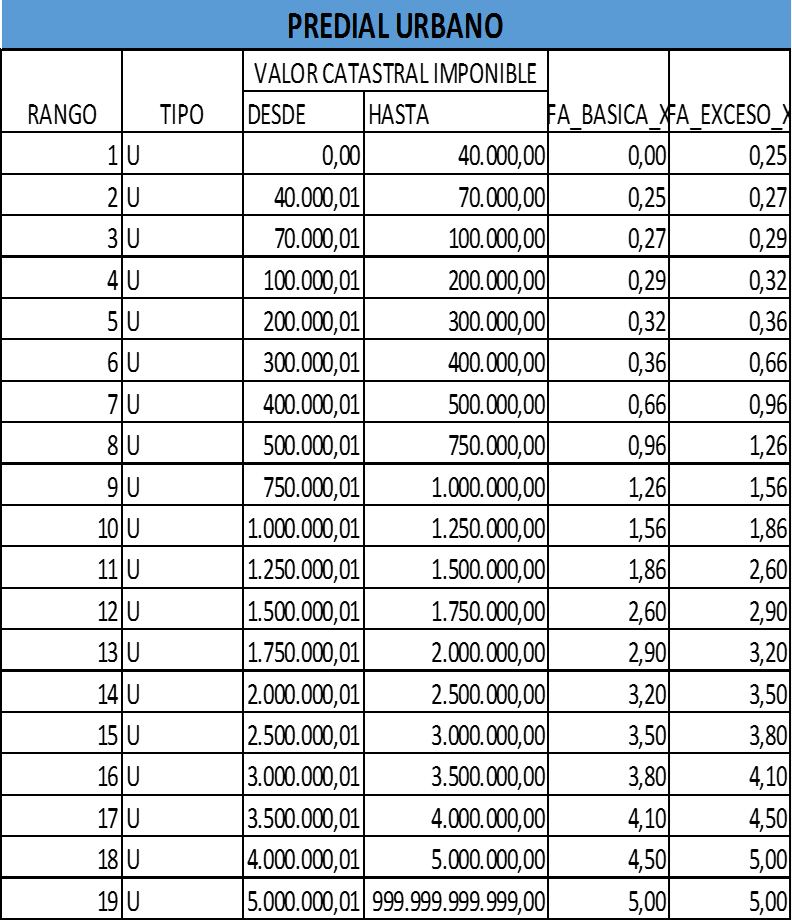 PREDIAL URBANO
VALOR CATASTRAL IMPONIBLE
RANGO TIPO DESDE HASTA FA_BASICA_X FA_EXCESO_X
1 U 0,00 40.000,00 0,00 0,25
2 U 40.000,01 70.000,00 0,25 0,27
3 U 70.000,01 100.000,00 0,27 0,29
4 U 100.000,01 200.000,00 0,29 0,32
5 U 200.000,01 300.000,00 0,32 0,36
6 U 300.000,01 400.000,00 0,36 0,66
7 U 400.000,01 500.000,00 0,66 0,96
8 U 500.000,01 750.000,00 0,96 1,26
9 U 750.000,01 1.000.000,00 1,26 1,56
10 U 1.000.000,01 1.250.000,00 1,56 1,86
11 U 1.250.000,01 1.500.000,00 1,86 2,60
12 U 1.500.000,01 1.750.000,00 2,60 2,90
13 U 1.750.000,01 2.000.000,00 2,90 3,20
14 U 2.000.000,01 2.500.000,00 3,20 3,50
15 U 2.500.000,01 3.000.000,00 3,50 3,80
16 U 3.000.000,01 3.500.000,00 3,80 4,10
17 U 3.500.000,01 4.000.000,00 4,10 4,50
18 U 4.000.000,01 5.000.000,00 4,50 5,00
19 U 5.000.000,01 999.999.999.999,00 5,00 5,00